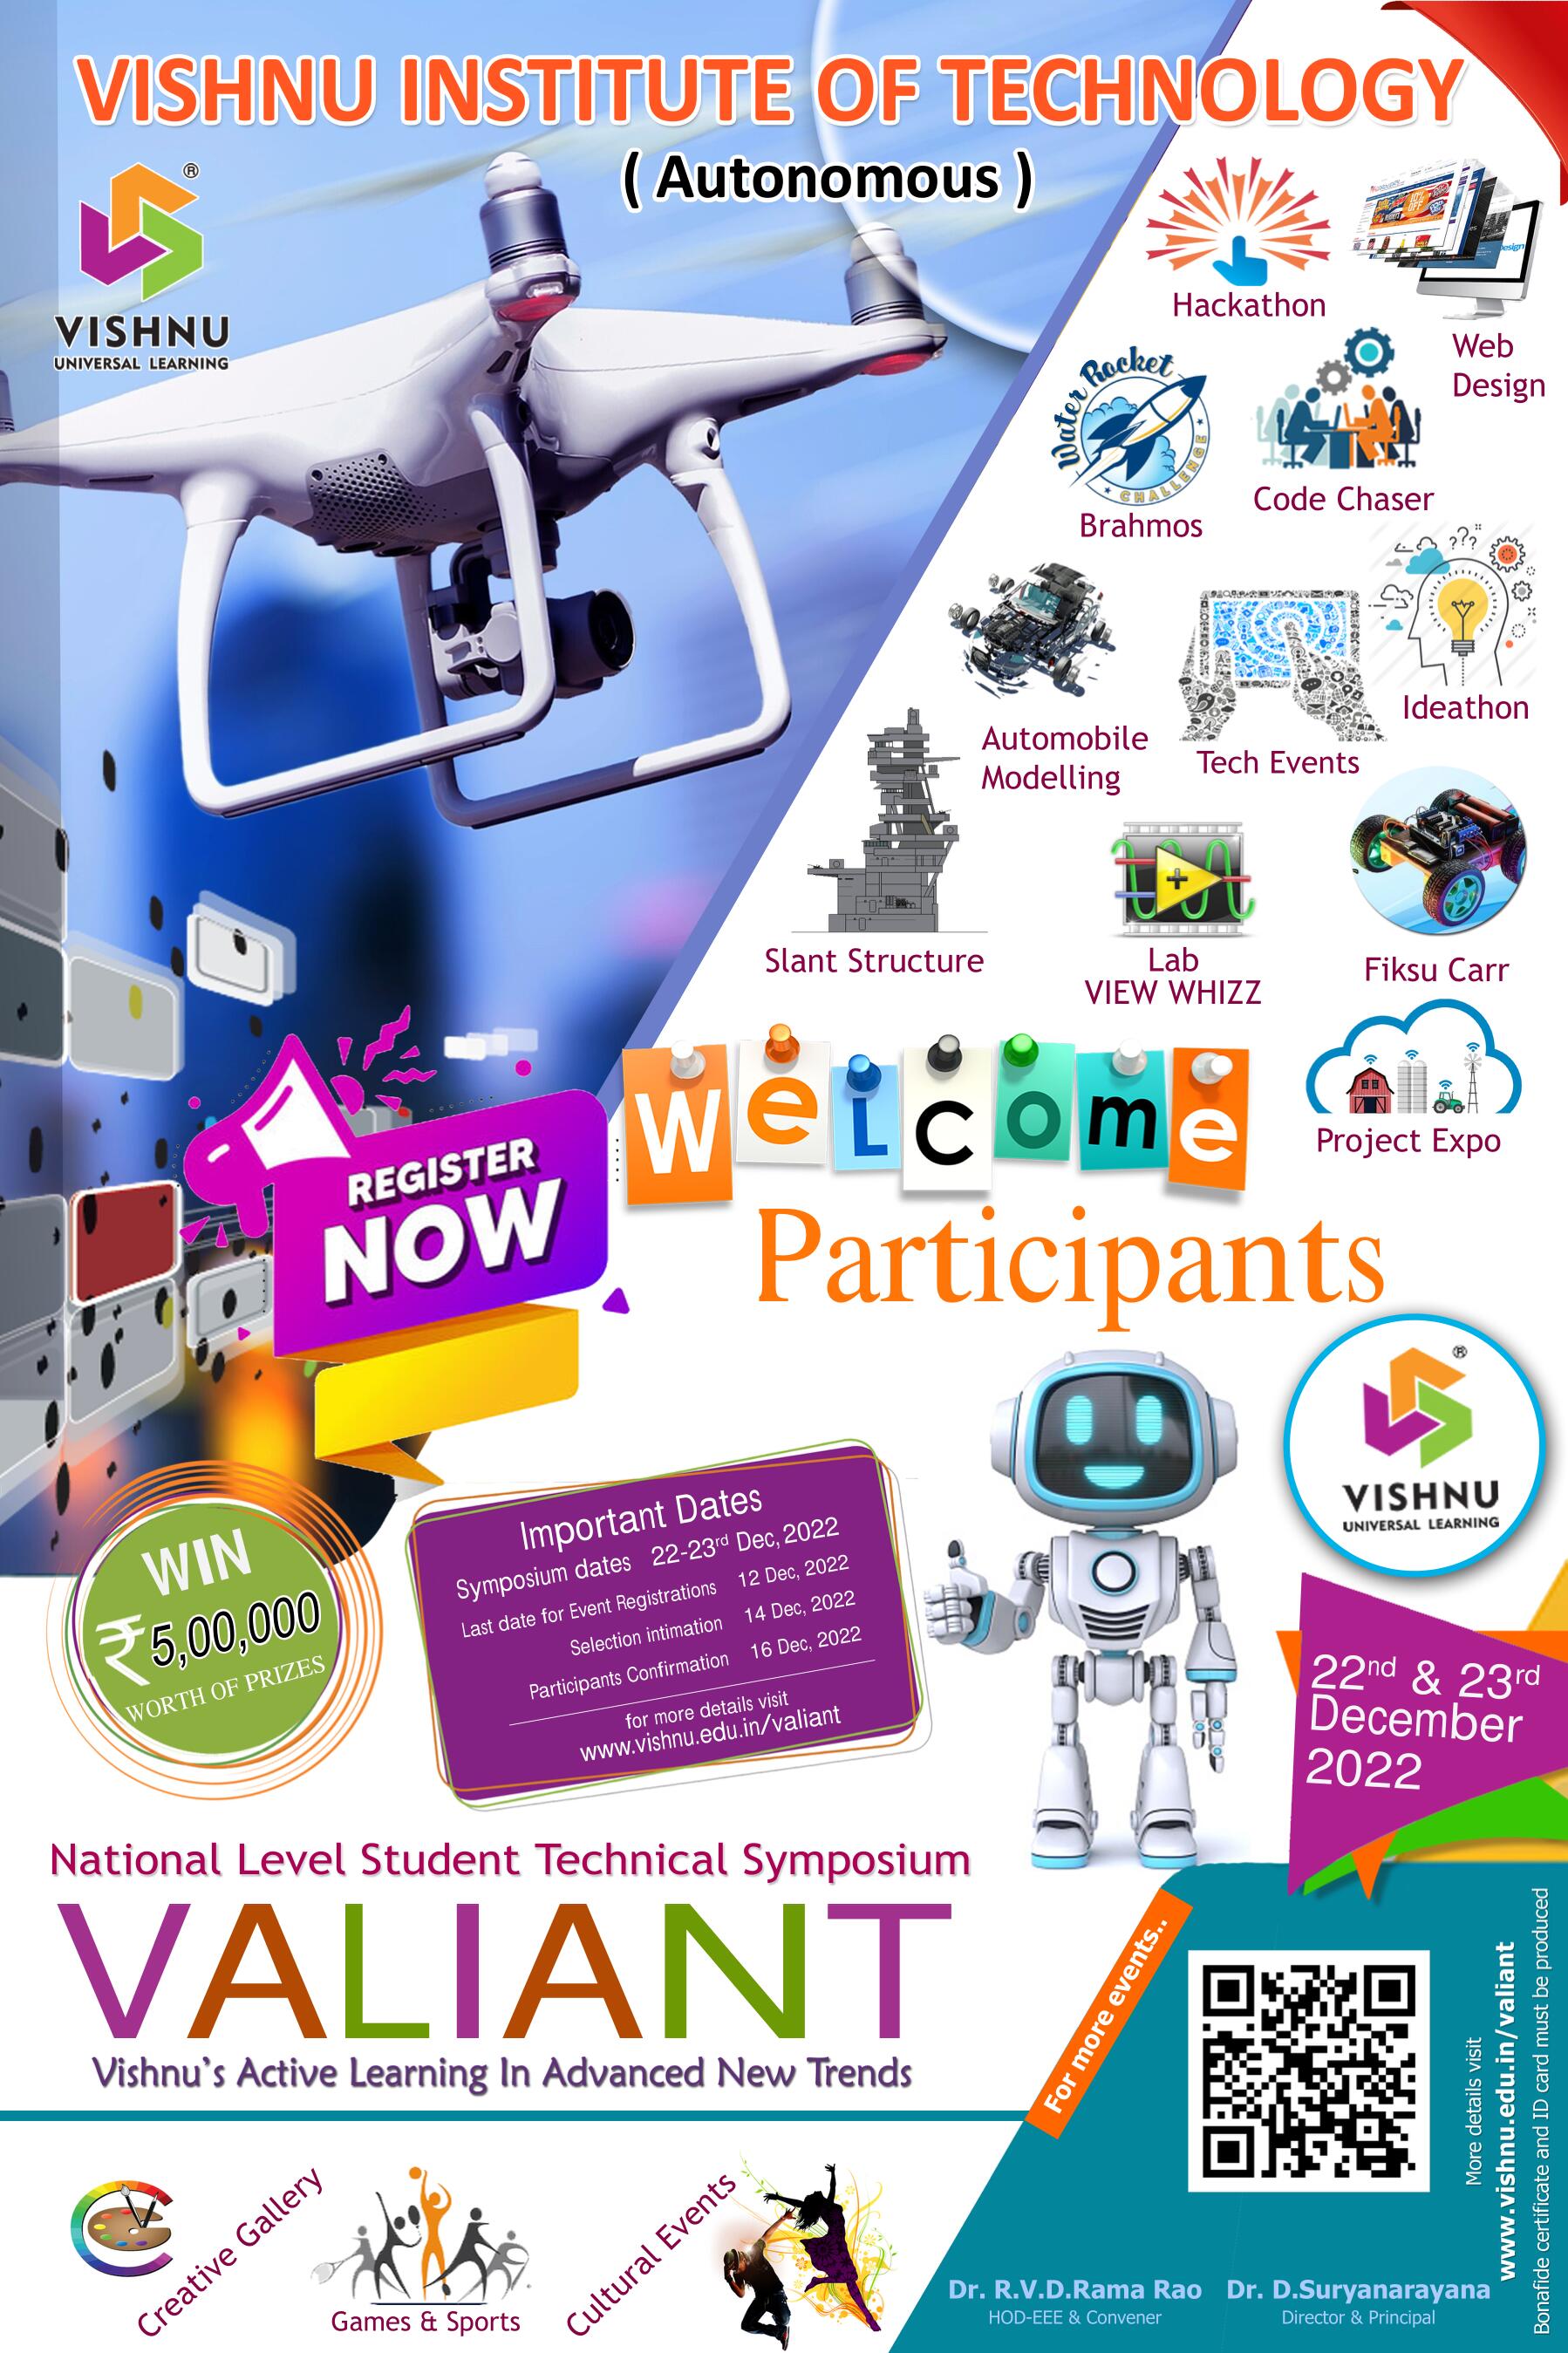 VISHNU INSTITUTE OF TECHNOLOGY
( Autonomous )
®
VISHNU
UNIVERSAL LEARNING
Hackathon
Web
Design
Water Rocket
CHALLENGE
Brahmos
Code Chaser
Automobile
Modelling
Tech Events
Ideathon
Slant Structure
Lab
VIEW WHIZZ
Fiksu Carr
Project Expo
REGISTER
NOW
WeLcome
Participants
®
VISHNU
UNIVERSAL LEARNING
WIN
₹5,00,000
WORTH OF PRIZES
Important Dates
Symposium dates 22-23rd Dec, 2022
Last date for Event Registrations 12 Dec, 2022
Selection intimation 14 Dec, 2022
Participants Confirmation 16 Dec, 2022
for more details visit
www.vishnu.edu.in/valiant
22nd & 23rd
December
2022
National Level Student Technical Symposium
VALIANT
Vishnu's Active Learning In Advanced New Trends
For more events..
More details visit
www.vishnu.edu.in/valiant
Bonafide certificate and ID card must be produced
Creative Gallery
Games & Sports
Cultural Events
Dr. R.V.D.Rama Rao
HOD-EEE & Convener
Dr. D.Suryanarayana
Director & Principal